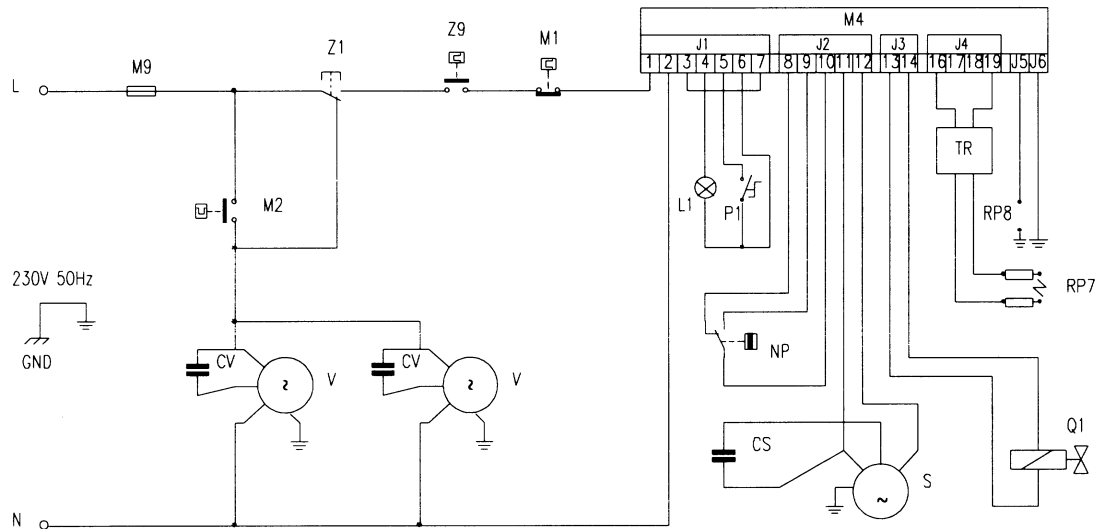 M4
Z9
Z1
M1
J1 J2 J3 J4
M9
L
1 2 3 4 5 6 7 8 9 10 11 12 13 14 16 17 18 19 J5 J6
TR
M2
L1
P1
RP8
230V 50Hz
RP7
GND
NP
CV
V
CV
V
Q1
CS
S
N